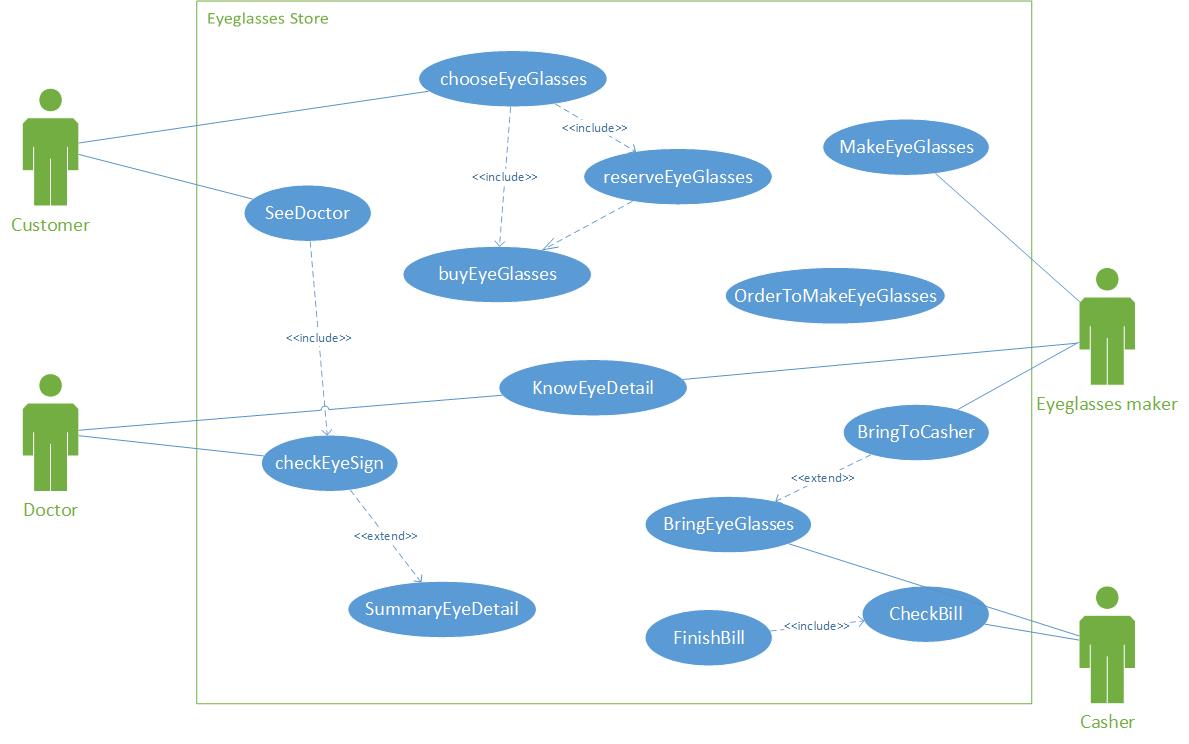 Eyeglasses Store
chooseEyeGlasses
<<include>>
MakeEyeGlasses
<<include>>
reserveEyeGlasses
Customer
SeeDoctor
buyEyeGlasses
OrderToMakeEyeGlasses
<<include>>
KnowEyeDetail
Eyeglasses maker
BringToCasher
checkEyeSign
<<extend>>
Doctor
BringEyeGlasses
<<extend>>
SummaryEyeDetail
CheckBill
<<include>>
FinishBill
Casher